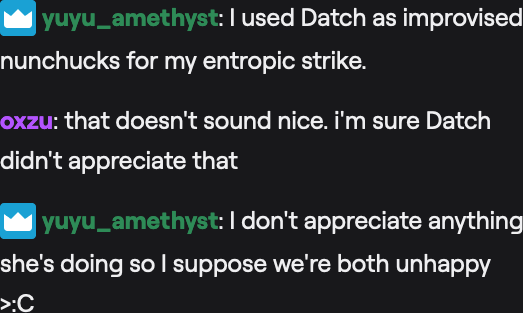 yuyu_amethyst: I used Datch as improvised
nunchucks for my entropic strike.
oxzu: that doesn't sound nice. i'm sure Datch
didn't appreciate that
yuyu_amethyst: I don't appreciate anything
she's doing so I suppose we're both unhappy
>:C